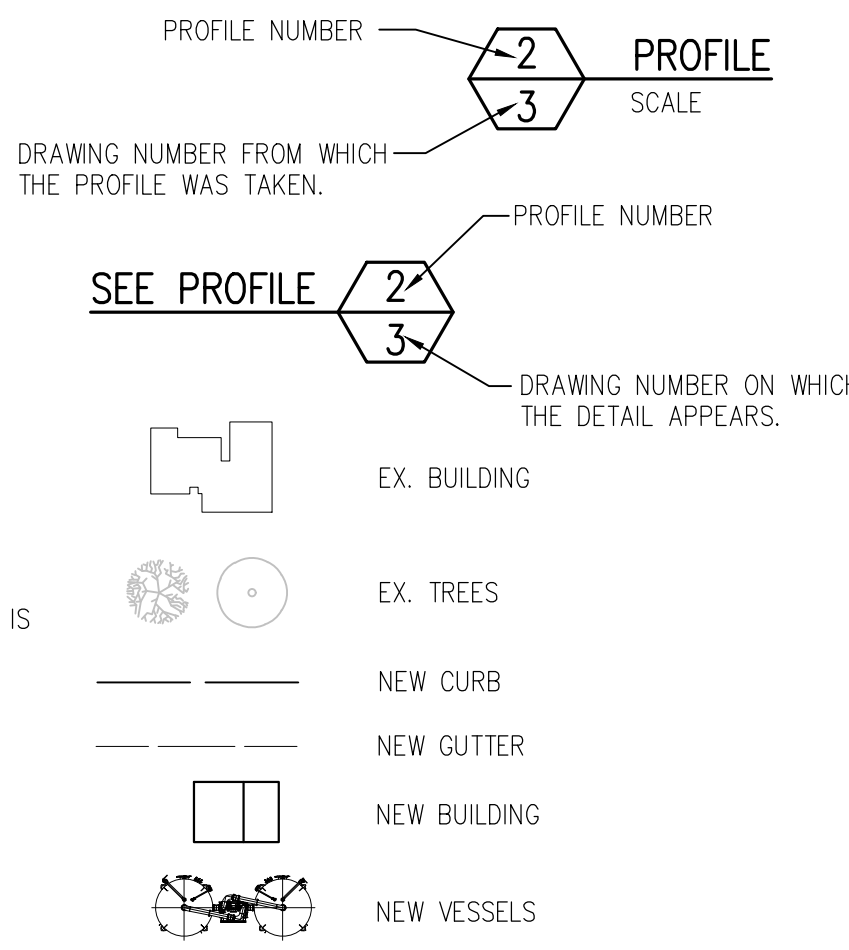 PROFILE NUMBER
2
PROFILE
3
SCALE
DRAWING NUMBER FROM WHICH
THE PROFILE WAS TAKEN.
PROFILE NUMBER
SEE PROFILE
2
3
DRAWING NUMBER ON WHICH
THE DETAIL APPEARS.
EX. BUILDING
EX. TREES
IS
NEW CURB
NEW GUTTER
NEW BUILDING
NEW VESSELS